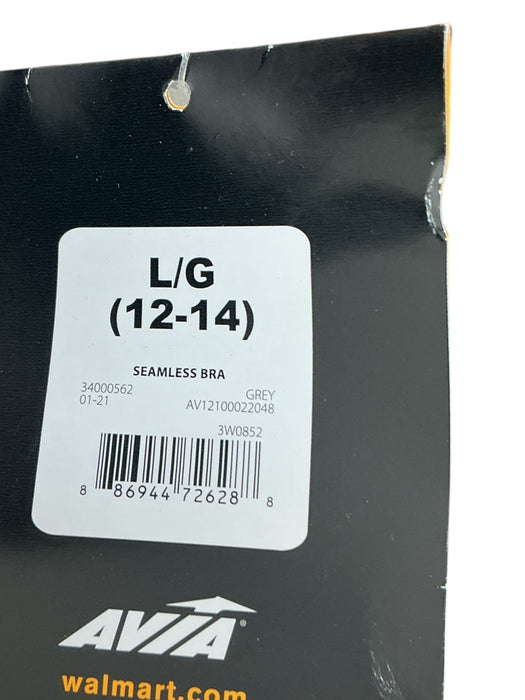 L/G
(12-14)
SEAMLESS BRA
34000562 GREY
01-21 AV12100022048
3W0852
8 86944 72628 8
AVIA
walmart.com